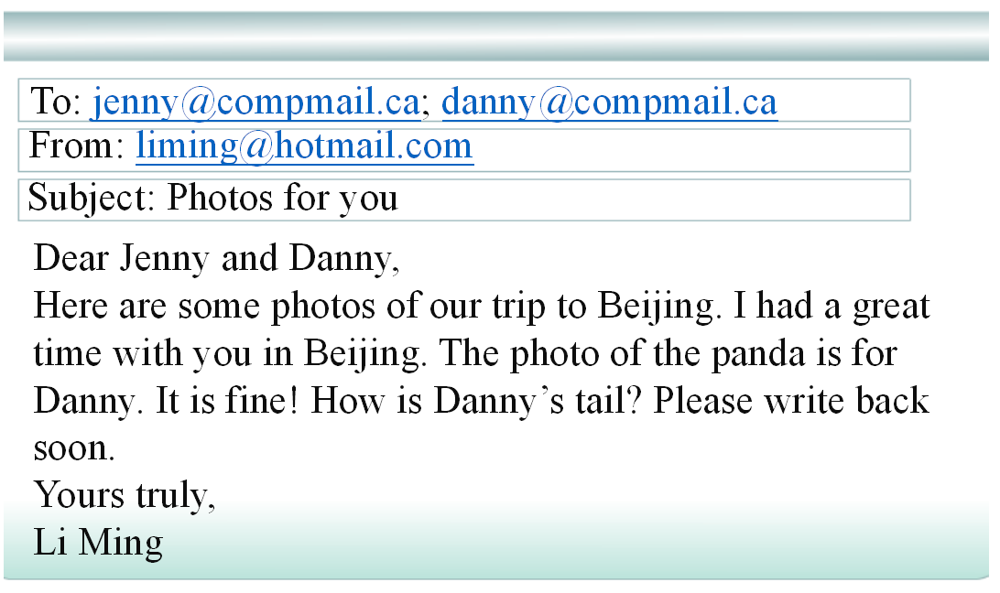 To: jenny@compmail.ca; danny@compmail.ca
From: liming@hotmail.com
Subject: Photos for you
Dear Jenny and Danny,
Here are some photos of our trip to Beijing. I had a great
time with you in Beijing. The photo of the panda is for
Danny. It is fine! How is Danny’s tail? Please write back
soon.
Yours truly,
Li Ming